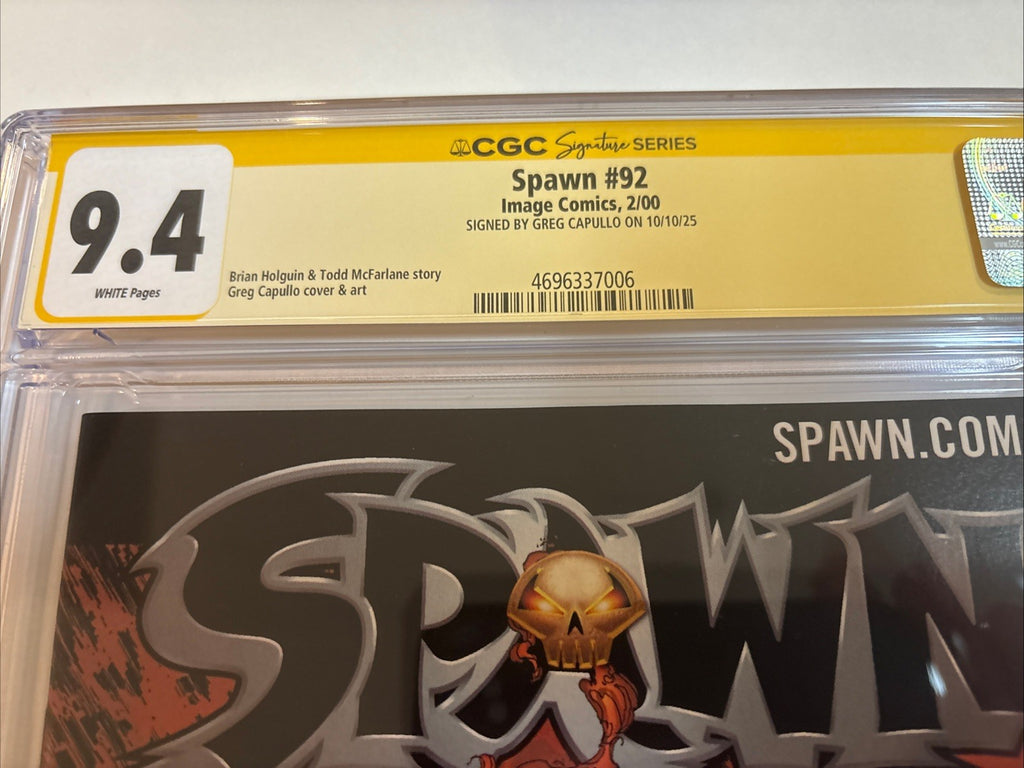 CGC Signature SERIES
Spawn #92
Image Comics, 2/00
SIGNED BY GREG CAPULLO ON 10/10/25
9.4
WHITE Pages
Brian Holguin & Todd McFarlane story
Greg Capullo cover & art
4696337006
SPAWN.COM
SPAWN